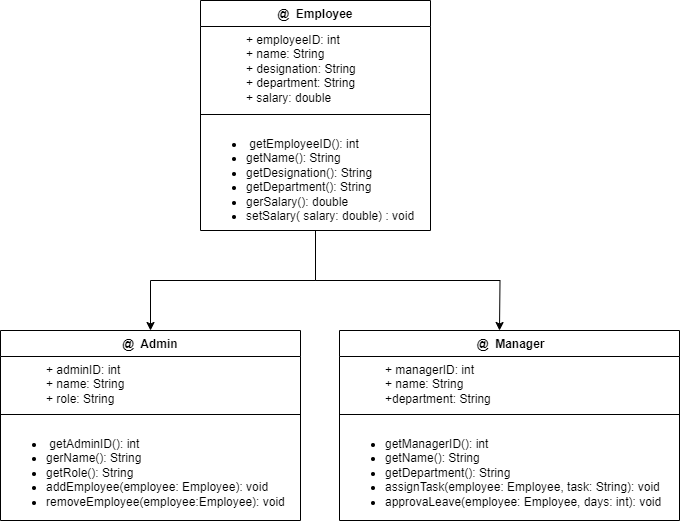 @ Employee
+ employeeID: int
+ name: String
+ designation: String
+ department: String
+ salary: double
• getEmployeeID(): int
• getName(): String
• getDesignation(): String
• getDepartment(): String
• gerSalary(): double
• setSalary( salary: double) : void
@ Admin
+ adminID: int
+ name: String
+ role: String
• getAdminID(): int
• gerName(): String
• getRole(): String
• addEmployee(employee: Employee): void
• removeEmployee(employee:Employee): void
@ Manager
+ managerID: int
+ name: String
+department: String
• getManagerID(): int
• getName(): String
• getDepartment(): String
• assignTask(employee: Employee, task: String): void
• approvaLeave(employee: Employee, days: int): void